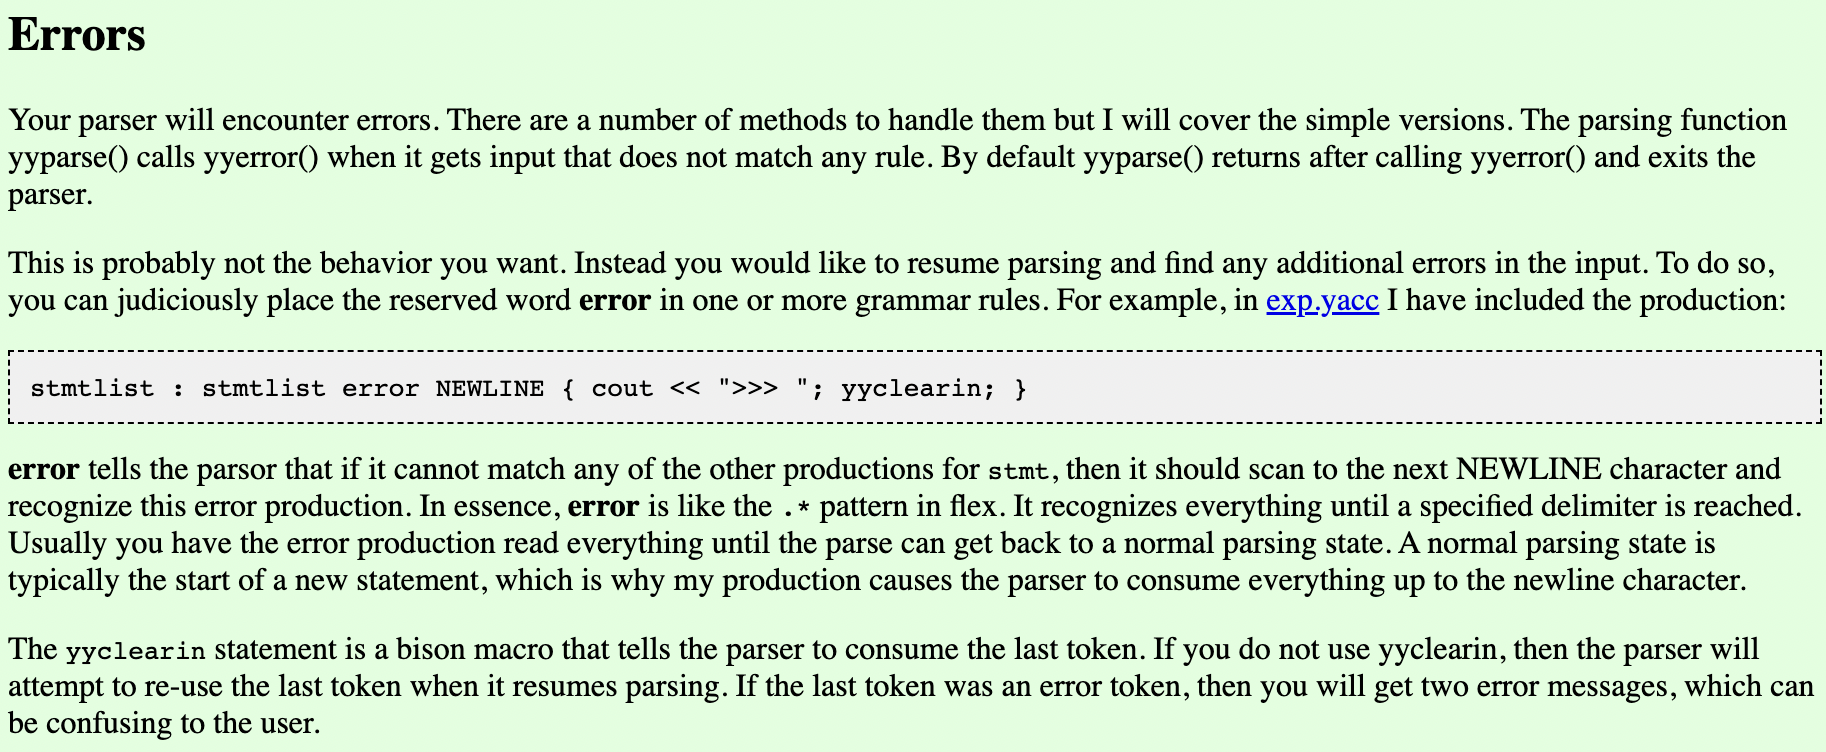 Errors
Your parser will encounter errors. There are a number of methods to handle them but I will cover the simple versions. The parsing function
yyparse() calls yyerror() when it gets input that does not match any rule. By default yyparse() returns after calling yyerror() and exits the
parser.
This is probably not the behavior you want. Instead you would like to resume parsing and find any additional errors in the input. To do so,
you can judiciously place the reserved word error in one or more grammar rules. For example, in exp.yacc I have included the production:
stmtlist : stmtlist error NEWLINE { cout << ">>> "; yyclearin; }
error tells the parsor that if it cannot match any of the other productions for stmt, then it should scan to the next NEWLINE character and
recognize this error production. In essence, error is like the .* pattern in flex. It recognizes everything until a specified delimiter is reached.
Usually you have the error production read everything until the parse can get back to a normal parsing state. A normal parsing state is
typically the start of a new statement, which is why my production causes the parser to consume everything up to the newline character.
The yyclearin statement is a bison macro that tells the parser to consume the last token. If you do not use yyclearin, then the parser will
attempt to re-use the last token when it resumes parsing. If the last token was an error token, then you will get two error messages, which can
be confusing to the user.